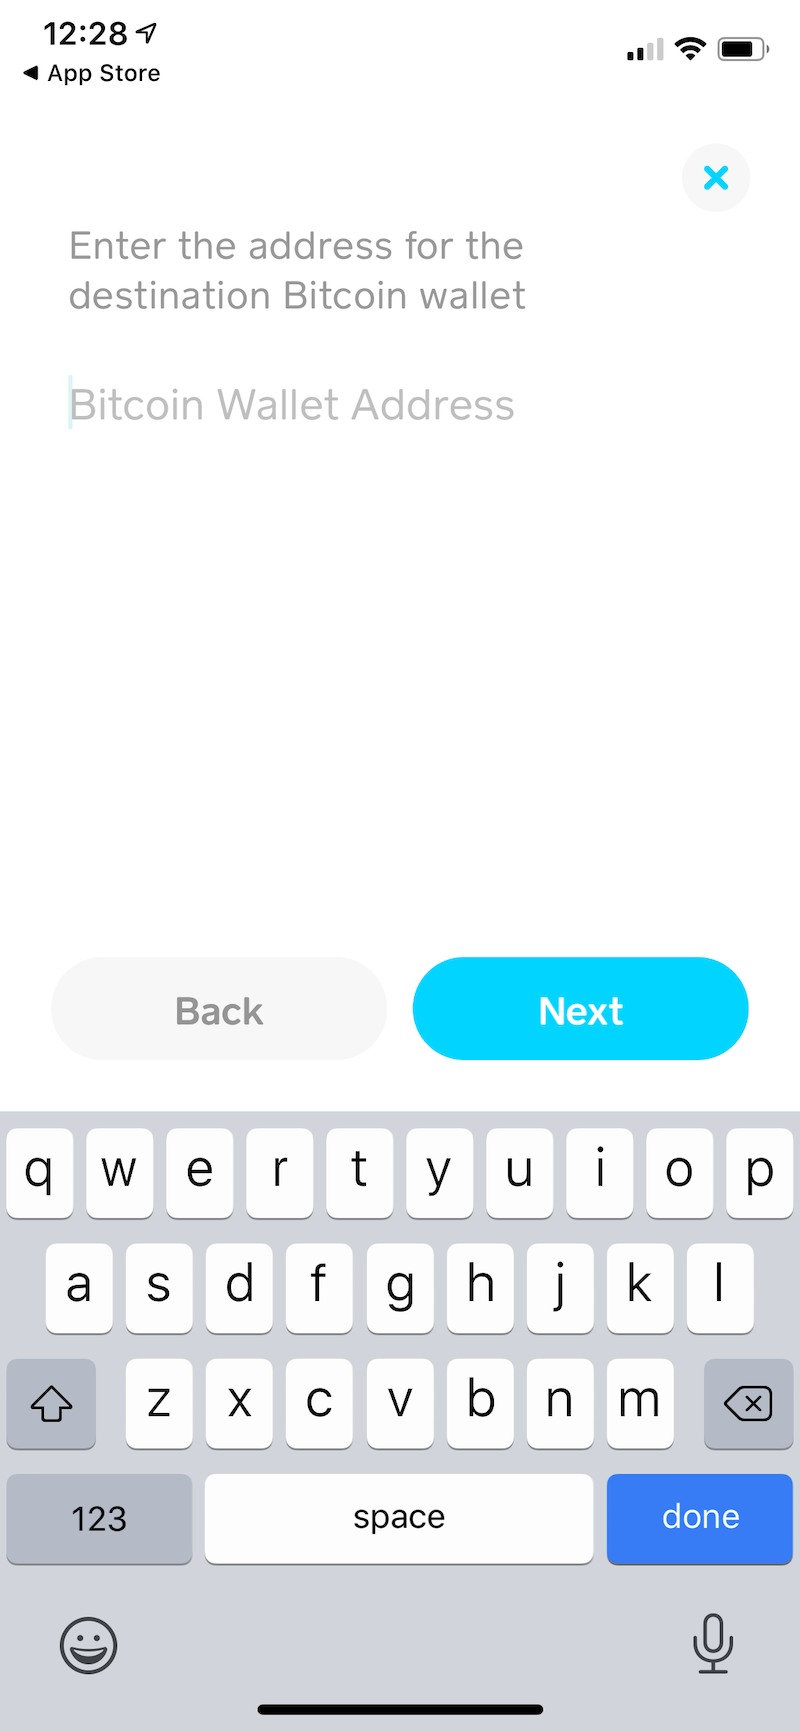 12:28
App Store
Enter the address for the
destination Bitcoin wallet
Bitcoin Wallet Address
Back Next
q w e r t y u i o p
a s d f g h j k l
z x c v b n m
123 space done